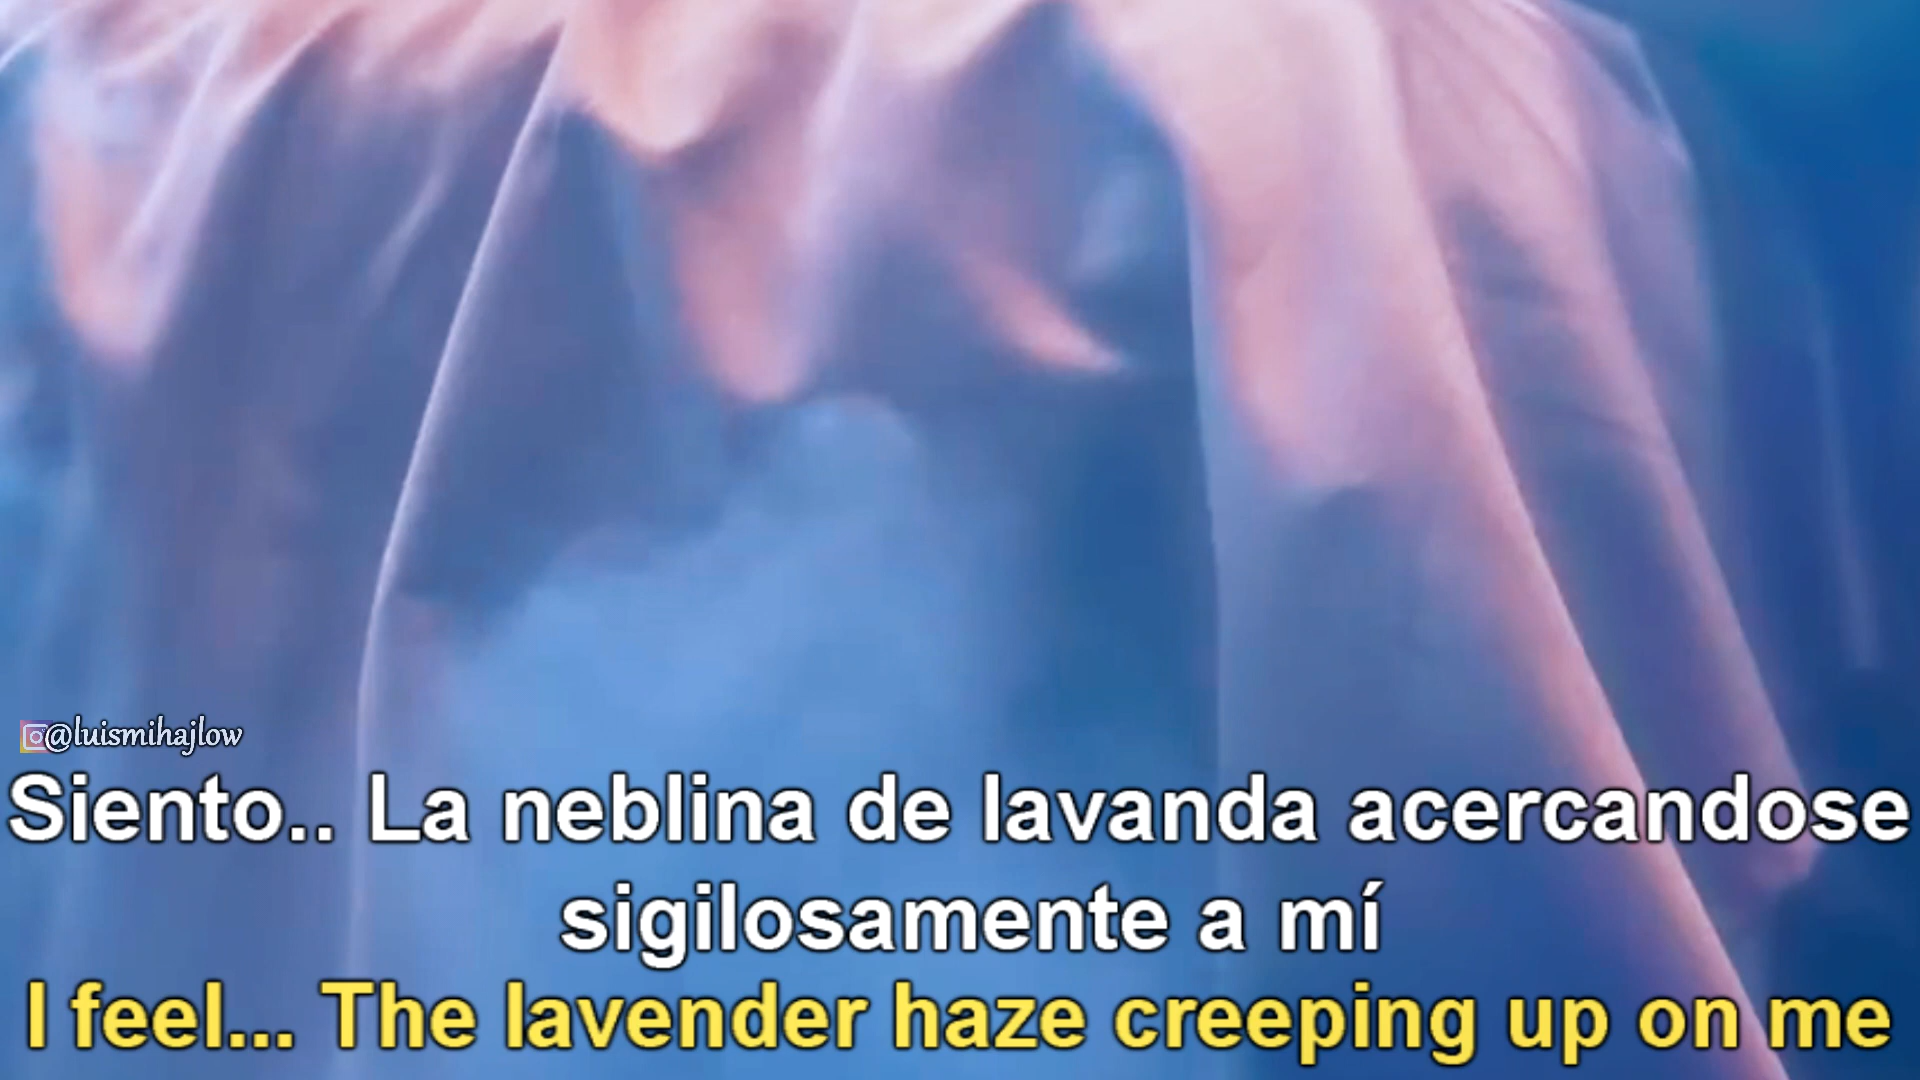 @luismihajlow
Siento.. La neblina de lavanda acercandose
sigilosamente a mí
I feel... The lavender haze creeping up on me